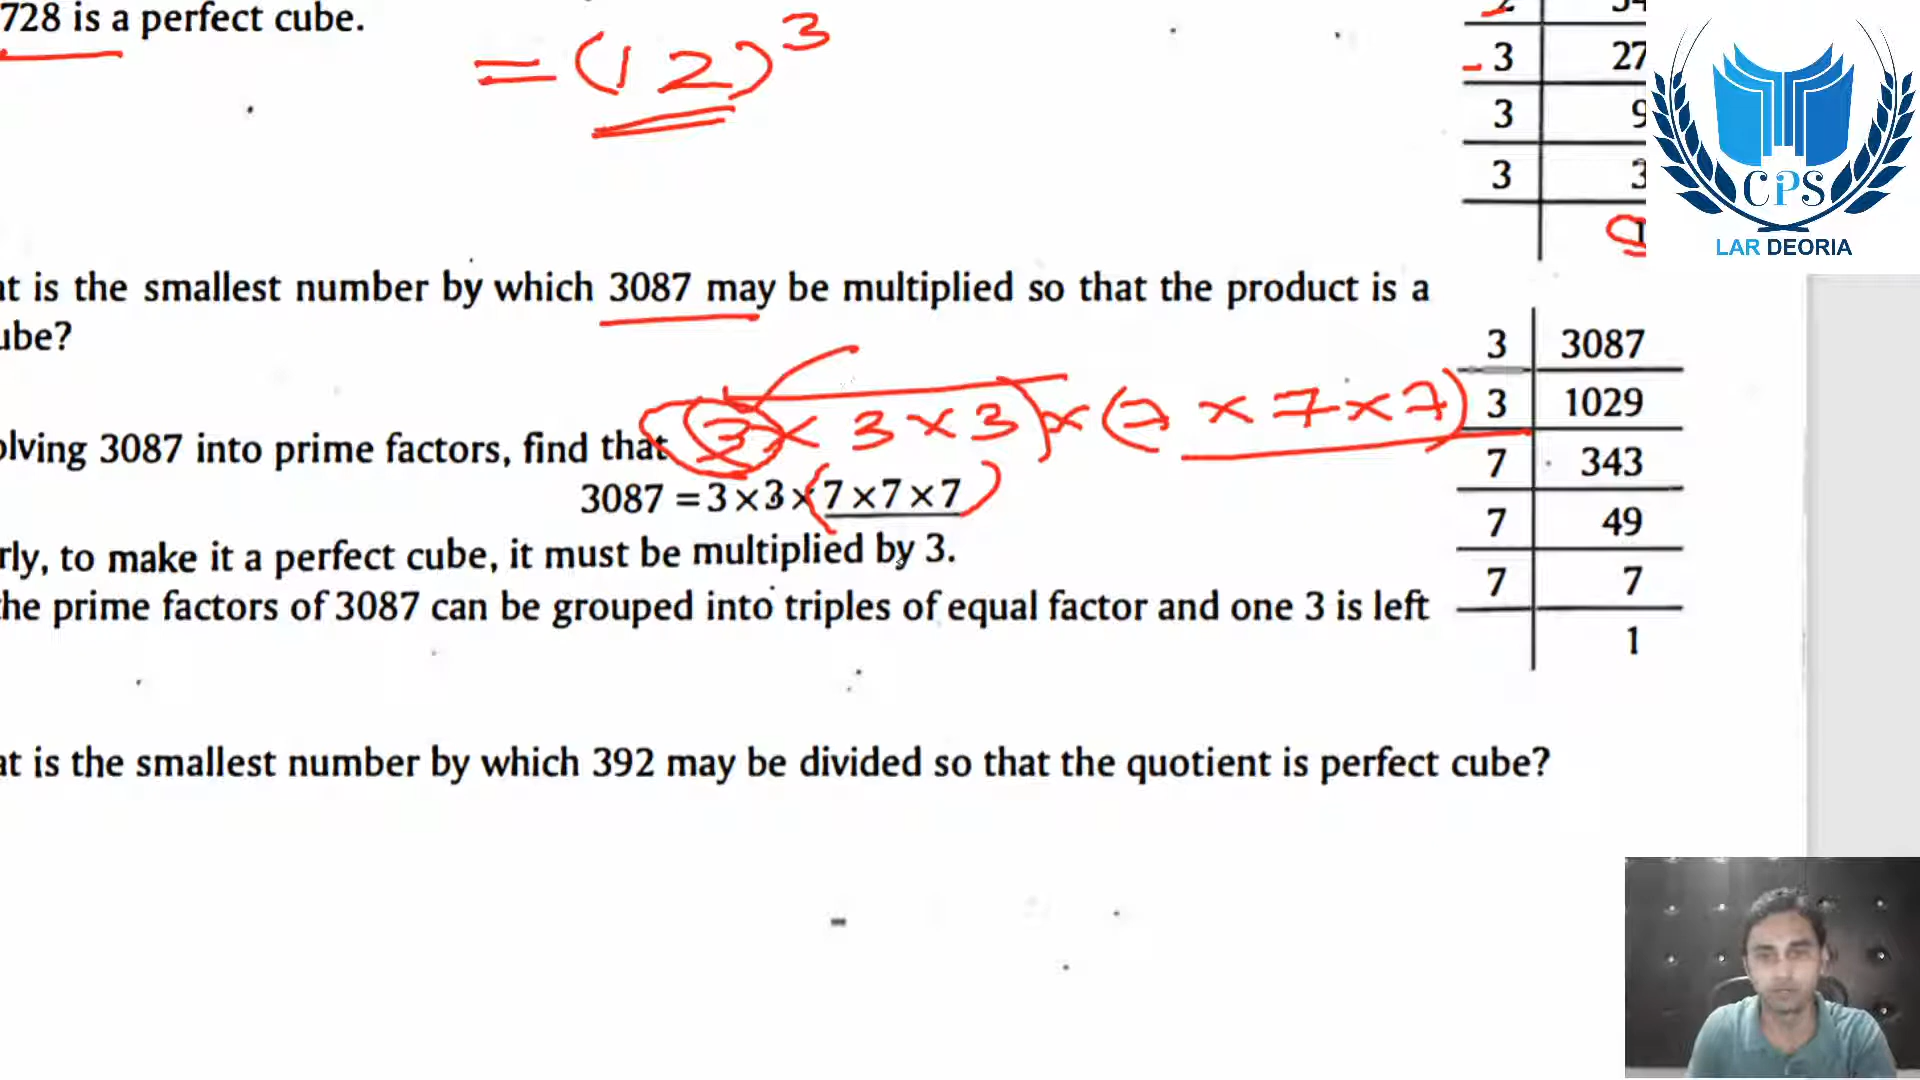 728 is a perfect cube.
= (12)³
3 27
3 9
3 3
1
CPS
LAR DEORIA
at is the smallest number by which 3087 may be multiplied so that the product is a
ube?
3 3087
3 1029
7 343
7 49
7 7
1
3 × 3 × 3) × (7 × 7 × 7)
olving 3087 into prime factors, find that
3087 = 3 × 3 × (7 × 7 × 7)
rly, to make it a perfect cube, it must be multiplied by 3.
he prime factors of 3087 can be grouped into triples of equal factor and one 3 is left
at is the smallest number by which 392 may be divided so that the quotient is perfect cube?